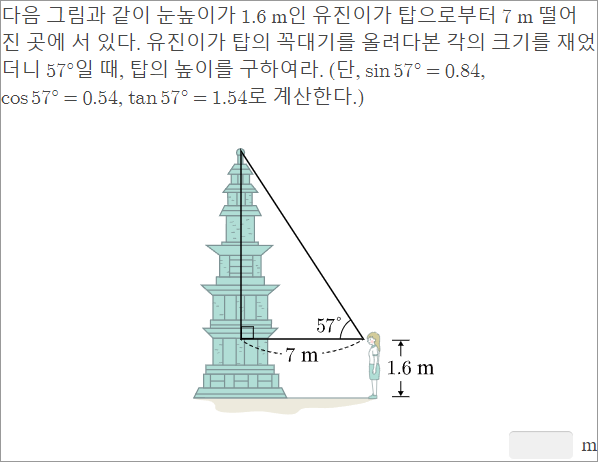 다음 그림과 같이 눈높이가 1.6 m인 유진이가 탑으로부터 7 m 떨어
진 곳에 서 있다. 유진이가 탑의 꼭대기를 올려다본 각의 크기를 재었
더니 57°일 때, 탑의 높이를 구하여라. (단, sin 57° = 0.84,
cos 57° = 0.54, tan 57° = 1.54로 계산한다.)
57°
7 m
1.6 m
m